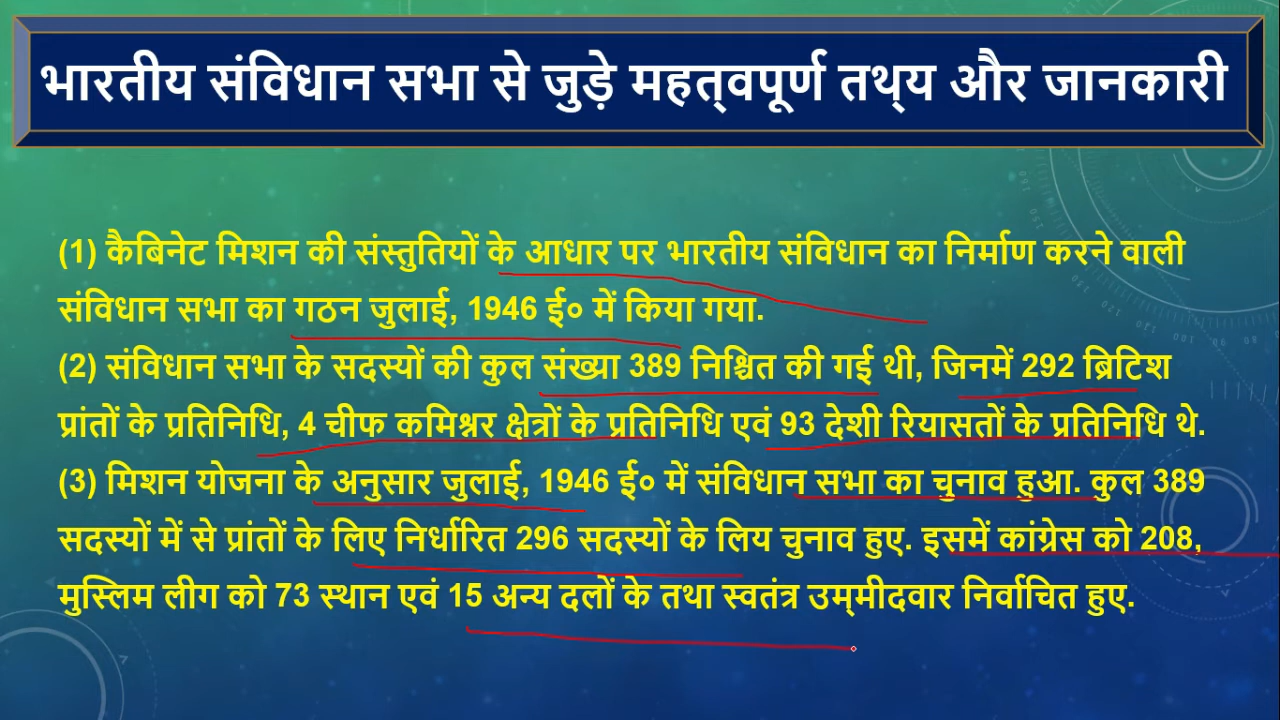 भारतीय संविधान सभा से जुड़े महत्वपूर्ण तथ्य और जानकारी
(1) कैबिनेट मिशन की संस्तुतियों के आधार पर भारतीय संविधान का निर्माण करने वाली
संविधान सभा का गठन जुलाई, 1946 ई० में किया गया.
(2) संविधान सभा के सदस्यों की कुल संख्या 389 निश्चित की गई थी, जिनमें 292 ब्रिटिश
प्रांतों के प्रतिनिधि, 4 चीफ कमिश्नर क्षेत्रों के प्रतिनिधि एवं 93 देशी रियासतों के प्रतिनिधि थे.
(3) मिशन योजना के अनुसार जुलाई, 1946 ई० में संविधान सभा का चुनाव हुआ. कुल 389
सदस्यों में से प्रांतों के लिए निर्धारित 296 सदस्यों के लिय चुनाव हुए. इसमें कांग्रेस को 208,
मुस्लिम लीग को 73 स्थान एवं 15 अन्य दलों के तथा स्वतंत्र उम्मीदवार निर्वाचित हुए.